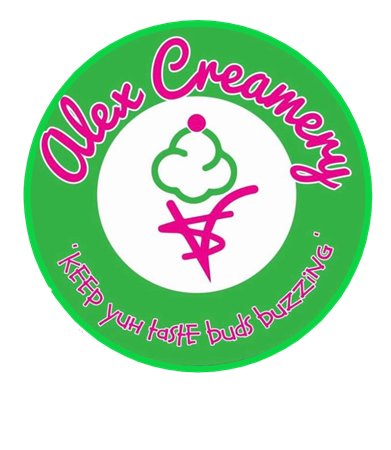 Alex Creamery
'KEEP yuH tastE buds buzziNG'